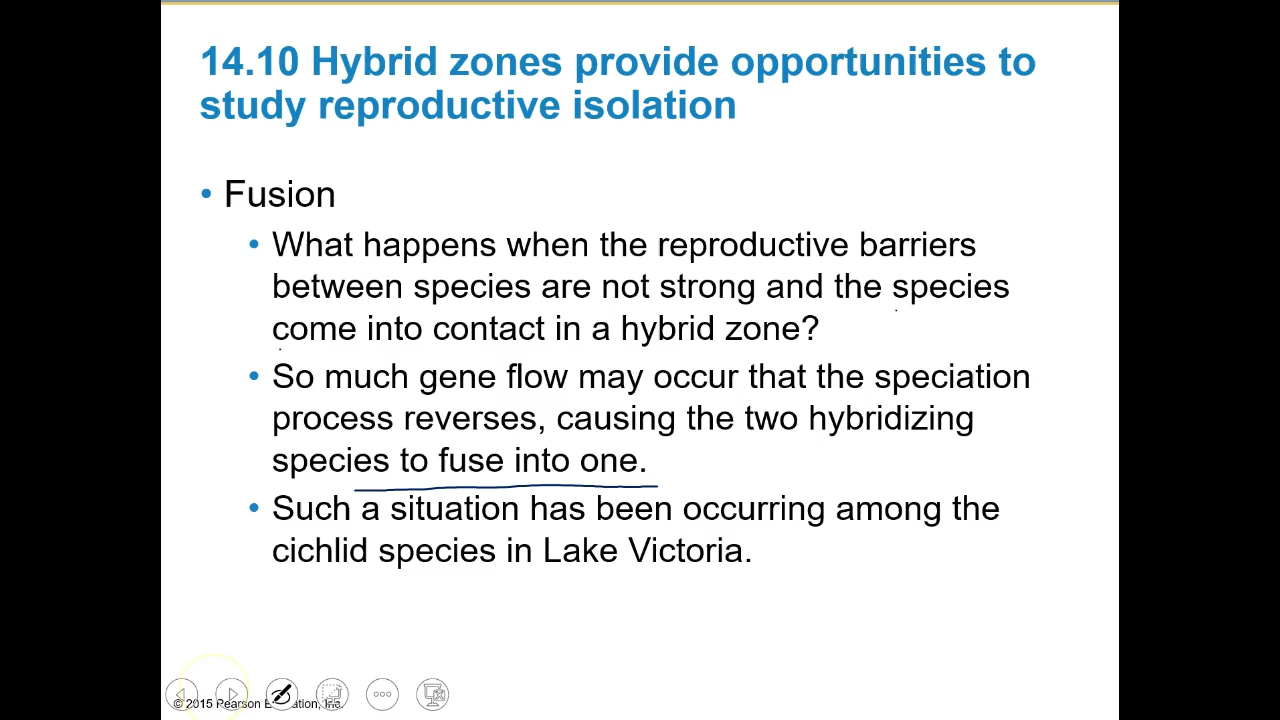 14.10 Hybrid zones provide opportunities to
study reproductive isolation
• Fusion
• What happens when the reproductive barriers
between species are not strong and the species
come into contact in a hybrid zone?
• So much gene flow may occur that the speciation
process reverses, causing the two hybridizing
species to fuse into one.
• Such a situation has been occurring among the
cichlid species in Lake Victoria.
© 2015 Pearson Inc.